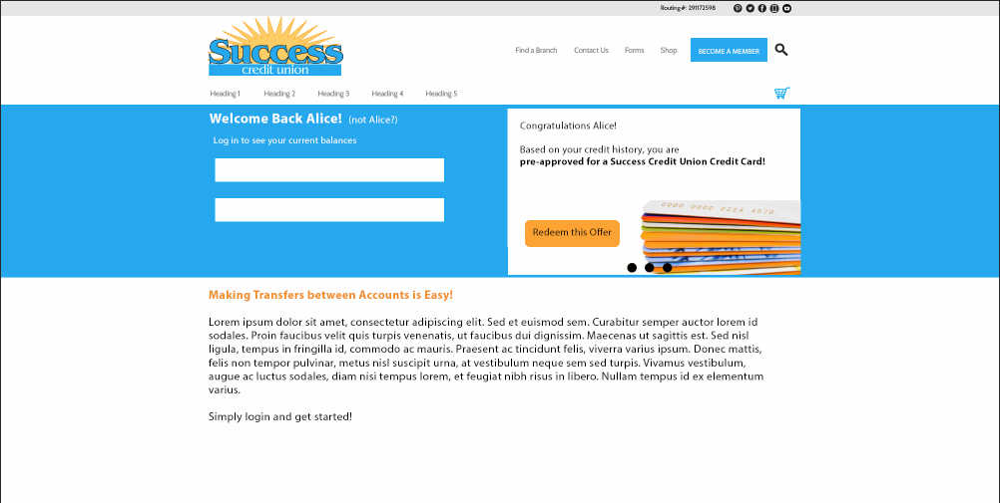 Routing #: 291172598
Success
credit union
Find a Branch Contact Us Forms Shop BECOME A MEMBER
Heading 1 Heading 2 Heading 3 Heading 4 Heading 5
Welcome Back Alice! (not Alice?)
Log in to see your current balances
Congratulations Alice!
Based on your credit history, you are
pre-approved for a Success Credit Union Credit Card!
Redeem this Offer
Making Transfers between Accounts is Easy!
Lorem ipsum dolor sit amet, consectetur adipiscing elit. Sed et euismod sem. Curabitur semper auctor lorem id
sodales. Proin faucibus velit quis turpis venenatis, ut faucibus dui dignissim. Maecenas ut sagittis est. Sed nisl
ligula, tempus in fringilla id, commodo ac mauris. Praesent ac tincidunt felis, viverra varius ipsum. Donec mattis,
felis non tempor pulvinar, metus nisl suscipit urna, at vestibulum neque sem sed turpis. Vivamus vestibulum,
augue ac luctus sodales, diam nisi tempus lorem, et feugiat nibh risus in libero. Nullam tempus id ex elementum
varius.
Simply login and get started!